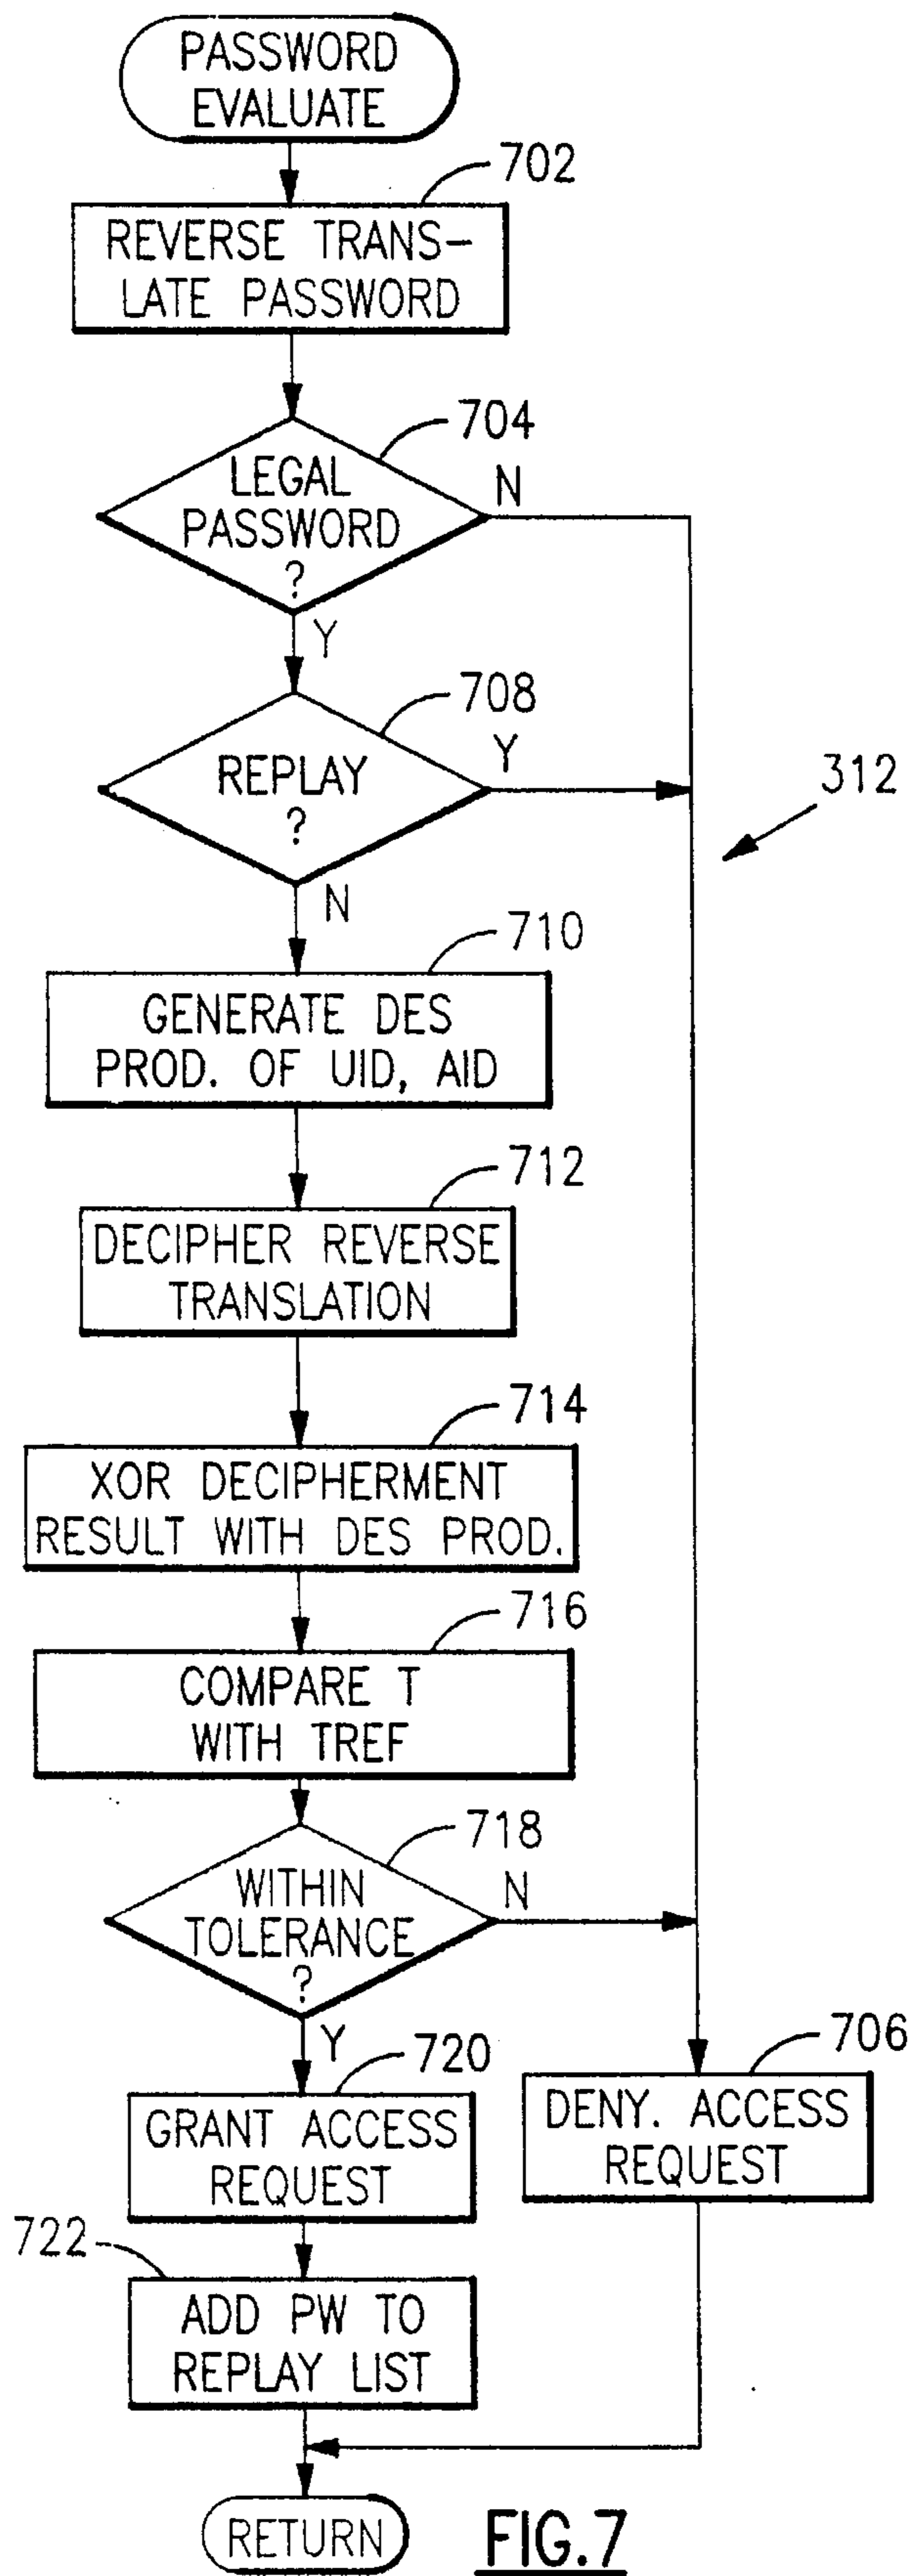 PASSWORD
EVALUATE
702
REVERSE TRANS-
LATE PASSWORD
704
LEGAL
PASSWORD
?
N
Y
708
REPLAY
?
Y
312
N
710
GENERATE DES
PROD. OF UID, AID
712
DECIPHER REVERSE
TRANSLATION
714
XOR DECIPHERMENT
RESULT WITH DES PROD.
716
COMPARE T
WITH TREF
718
WITHIN
TOLERANCE
?
N
Y
720
GRANT ACCESS
REQUEST
706
DENY. ACCESS
REQUEST
722
ADD PW TO
REPLAY LIST
RETURN
FIG.7